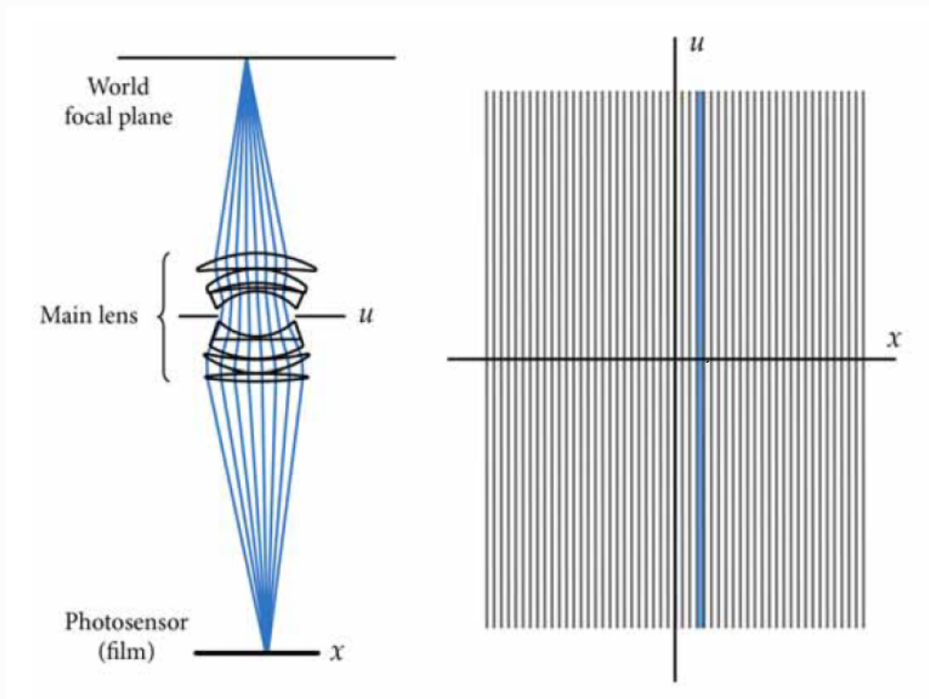 World
focal plane
Main lens
u
Photosensor
(film)
x
u
x